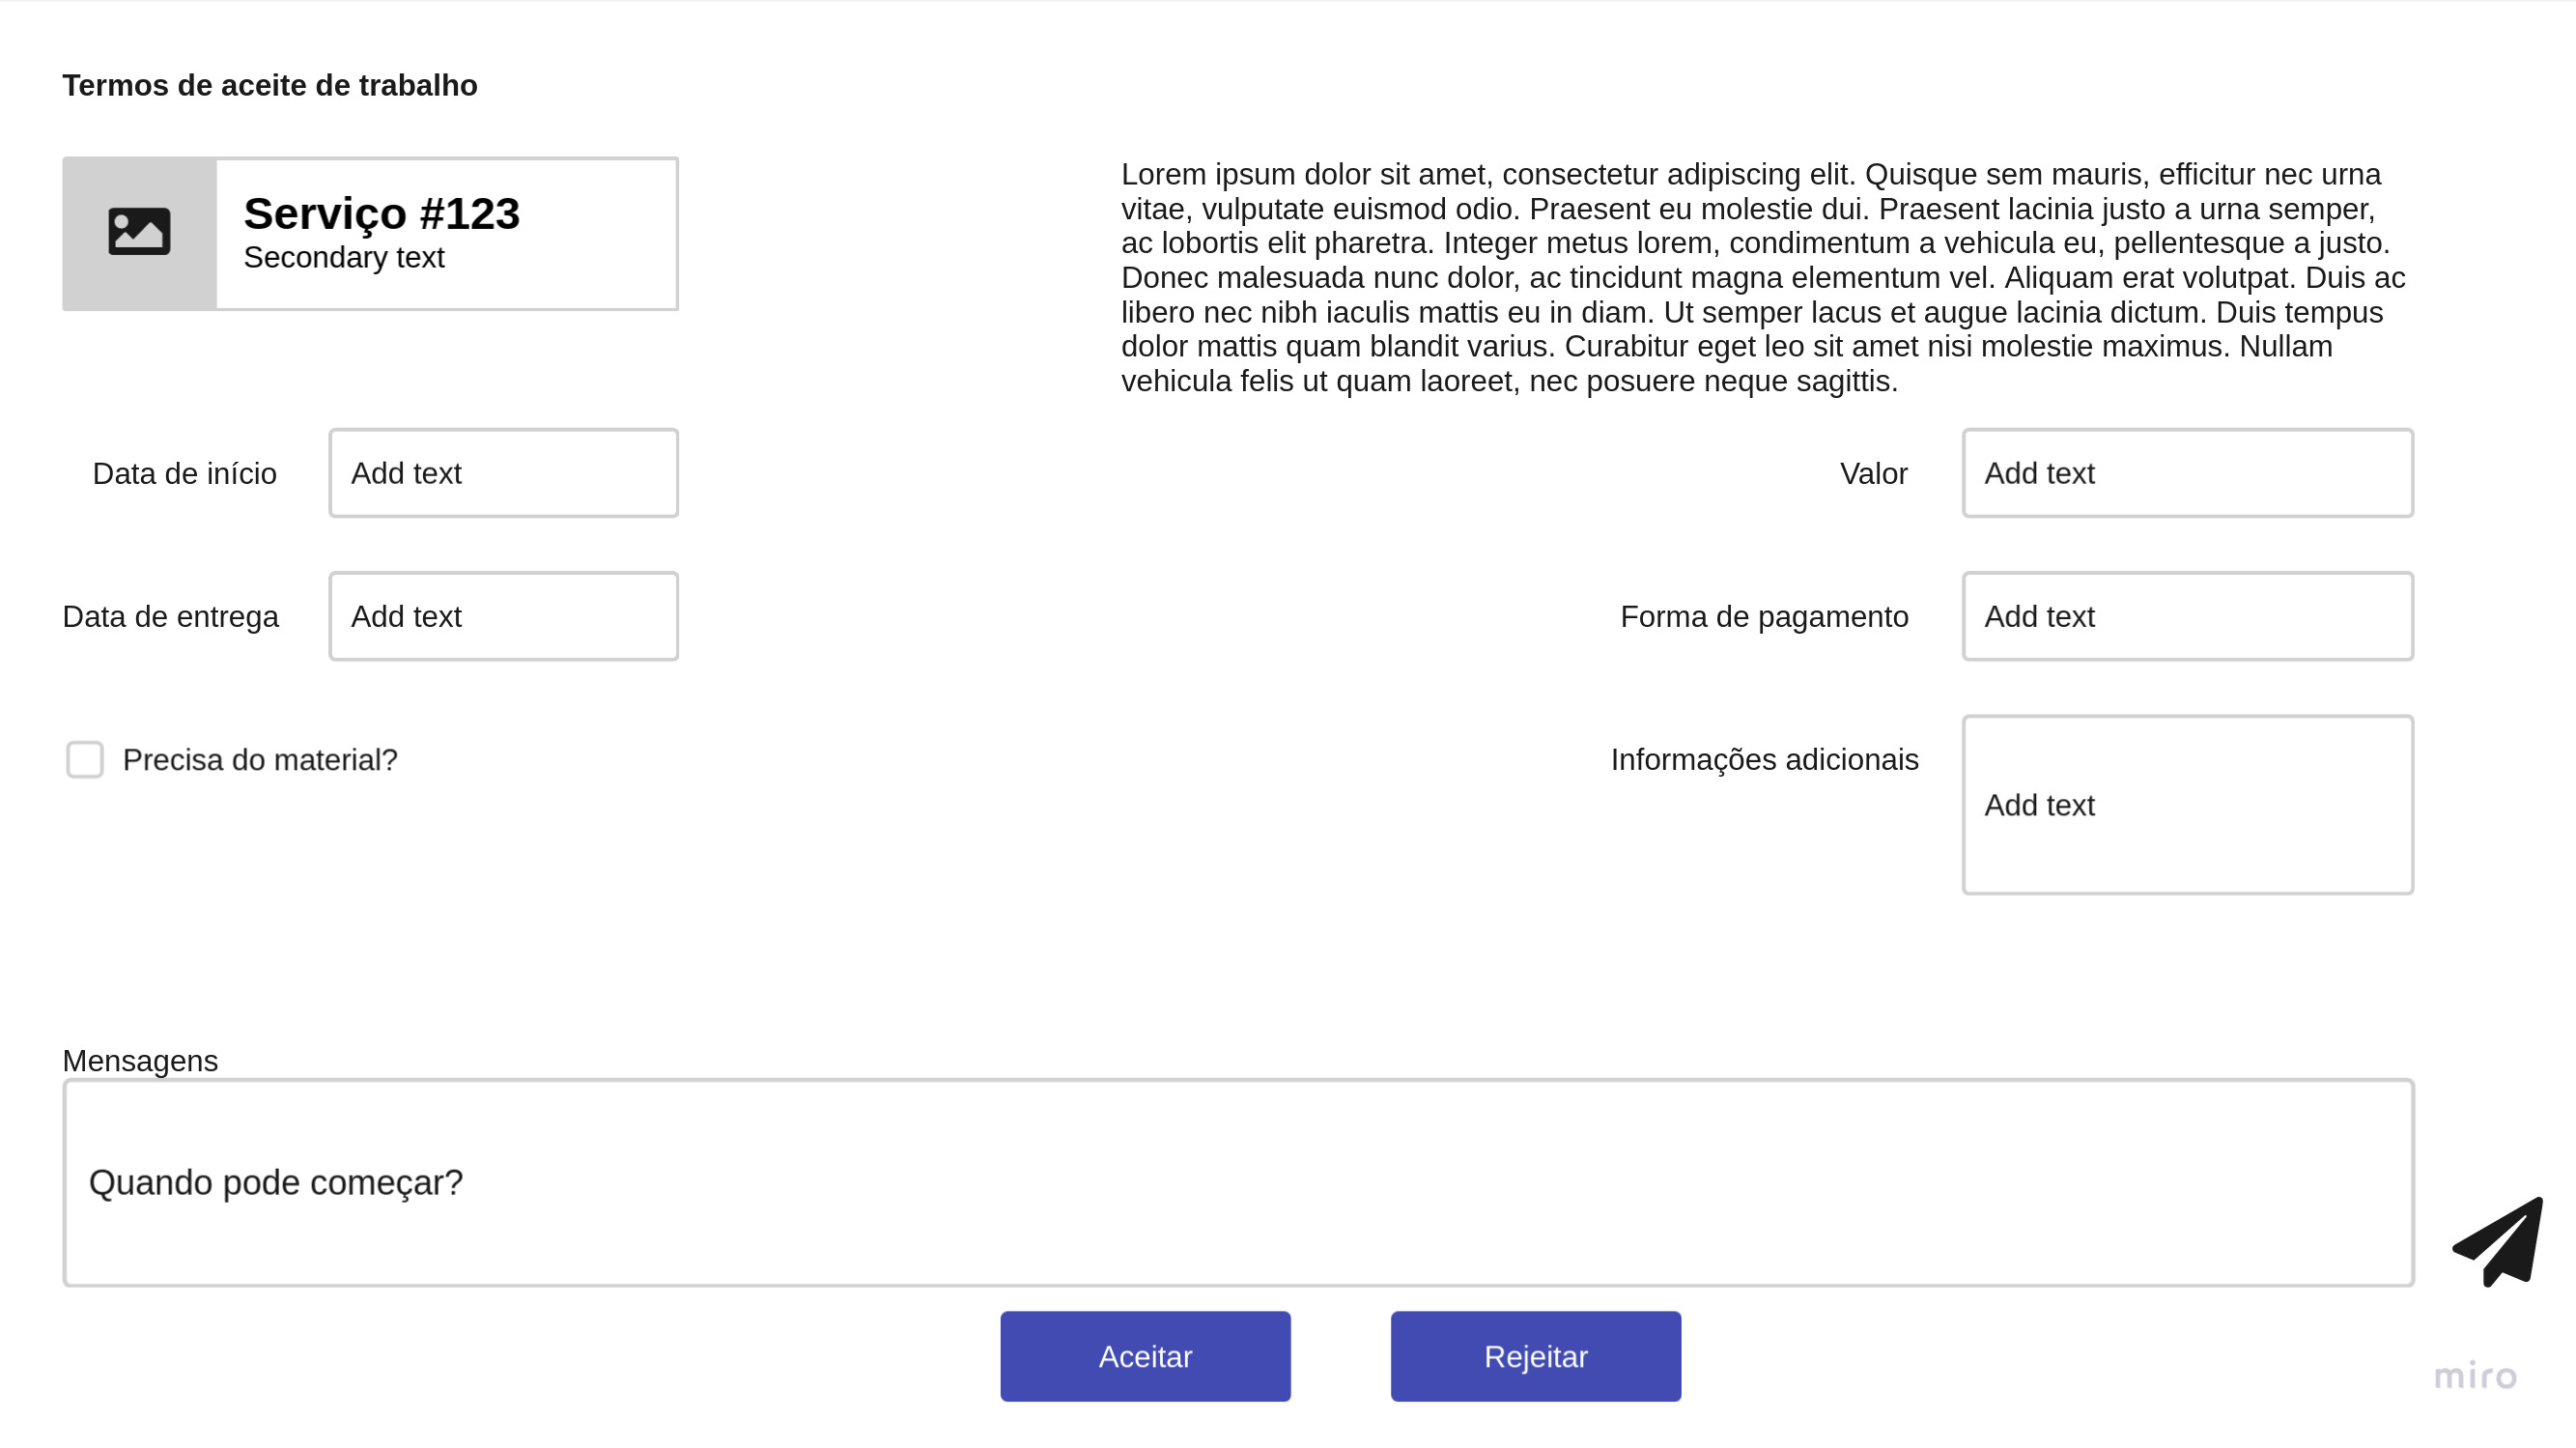 Termos de aceite de trabalho
Serviço #123
Secondary text
Lorem ipsum dolor sit amet, consectetur adipiscing elit. Quisque sem mauris, efficitur nec urna
vitae, vulputate euismod odio. Praesent eu molestie dui. Praesent lacinia justo a urna semper,
ac lobortis elit pharetra. Integer metus lorem, condimentum a vehicula eu, pellentesque a justo.
Donec malesuada nunc dolor, ac tincidunt magna elementum vel. Aliquam erat volutpat. Duis ac
libero nec nibh iaculis mattis eu in diam. Ut semper lacus et augue lacinia dictum. Duis tempus
dolor mattis quam blandit varius. Curabitur eget leo sit amet nisi molestie maximus. Nullam
vehicula felis ut quam laoreet, nec posuere neque sagittis.
Data de início Add text
Valor Add text
Data de entrega Add text
Forma de pagamento Add text
Precisa do material?
Informações adicionais
Add text
Mensagens
Quando pode começar?
Aceitar
Rejeitar
miro